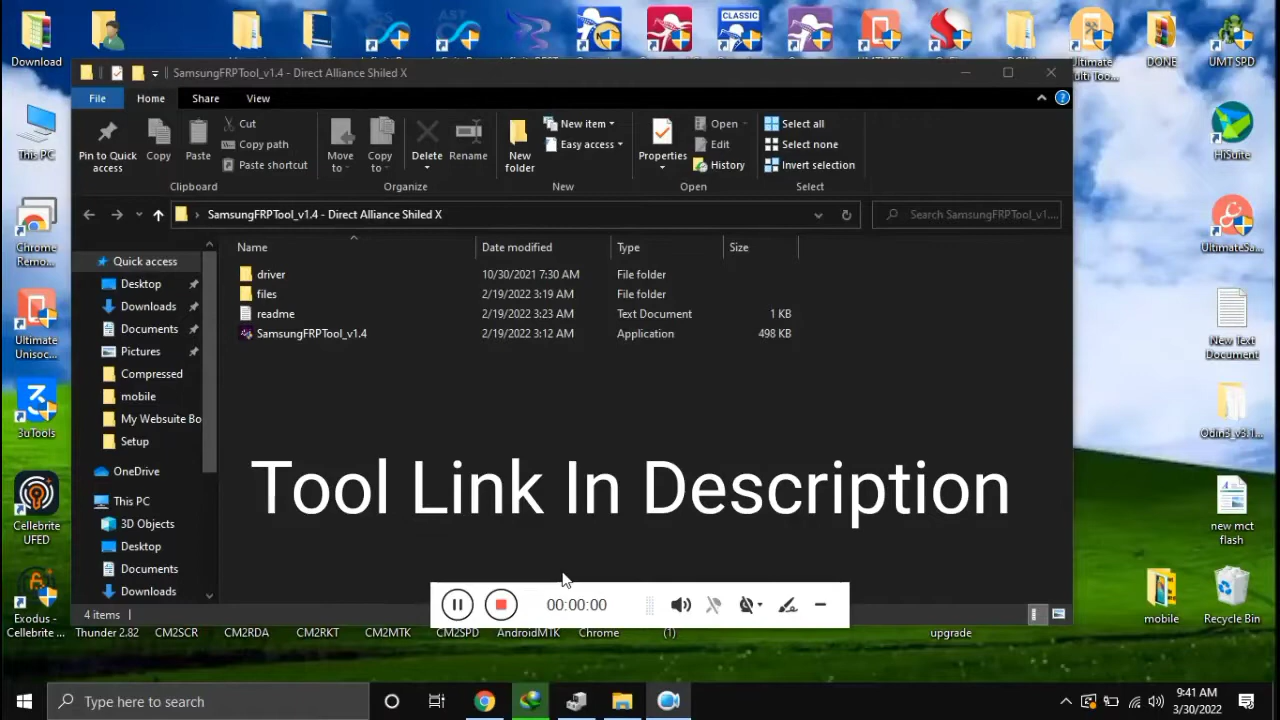 CLASSIC
Download
UMTMTK
Ultimate
Multi Too...
DONE
UMT SPD
SamsungFRPTool_v1.4 - Direct Alliance Shiled X
File
Home
Share
View
Pin to Quick
access
Copy
Paste
Cut
Copy path
Paste shortcut
Move
to
Copy
to
Delete
Rename
New
folder
New item
Easy access
Properties
Open
Edit
History
Select all
Select none
Invert selection
Clipboard
Organize
New
Open
Select
SamsungFRPTool_v1.4 - Direct Alliance Shiled X
Search SamsungFRPTool_v1....
Name
Date modified
Type
Size
driver
10/30/2021 7:30 AM
File folder
files
2/19/2022 3:19 AM
File folder
readme
2/19/2022 3:23 AM
Text Document
1 KB
SamsungFRPTool_v1.4
2/19/2022 3:12 AM
Application
498 KB
Quick access
Desktop
Downloads
Documents
Pictures
Compressed
mobile
My Websuite Bo
Setup
OneDrive
This PC
3D Objects
Desktop
Documents
Downloads
4 items
This PC
Chrome
Remo...
Ultimate
Unisoc...
3uTools
Cellebrite
UFED
Exodus -
Cellebrite ...
HiSuite
UltimateSa...
New Text
Document
Odin3_v3.1...
new mct
flash
mobile
Recycle Bin
Tool Link In Description
00:00:00
Thunder 2.82
CM2SCR
CM2RDA
CM2RKT
CM2MTK
CM2SPD
AndroidMTK
Chrome
(1)
upgrade
Type here to search
9:41 AM
3/30/2022